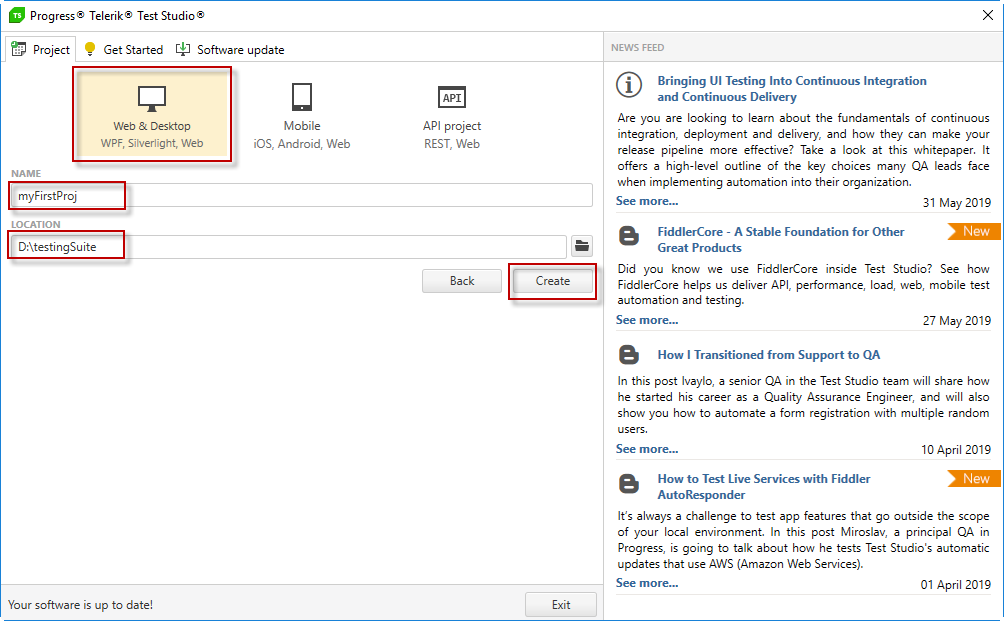 TS Progress® Telerik® Test Studio®
Project Get Started Software update
Web & Desktop
WPF, Silverlight, Web
Mobile
iOS, Android, Web
API
API project
REST, Web
NAME
myFirstProj
LOCATION
D:\testingSuite
Back Create
Your software is up to date!
Exit
NEWS FEED
Bringing UI Testing Into Continuous Integration
and Continuous Delivery
Are you are looking to learn about the fundamentals of continuous
integration, deployment and delivery, and how they can make your
release pipeline more effective? Take a look at this whitepaper. It
offers a high-level outline of the key choices many QA leads face
when implementing automation into their organization.
See more... 31 May 2019
FiddlerCore - A Stable Foundation for Other
Great Products
New
Did you know we use FiddlerCore inside Test Studio? See how
FiddlerCore helps us deliver API, performance, load, web, mobile test
automation and testing.
See more... 27 May 2019
How I Transitioned from Support to QA
In this post Ivaylo, a senior QA in the Test Studio team will share how
he started his career as a Quality Assurance Engineer, and will also
show you how to automate a form registration with multiple random
users.
See more... 10 April 2019
How to Test Live Services with Fiddler
AutoResponder
New
It's always a challenge to test app features that go outside the scope
of your local environment. In this post Miroslav, a principal QA in
Progress, is going to talk about how he tests Test Studio's automatic
updates that use AWS (Amazon Web Services).
See more... 01 April 2019